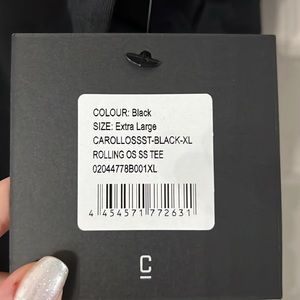 COLOUR: Black
SIZE: Extra Large
CAROLLOSSST-BLACK-XL
ROLLING OS SS TEE
02044778B001XL
4 454571 772631
C